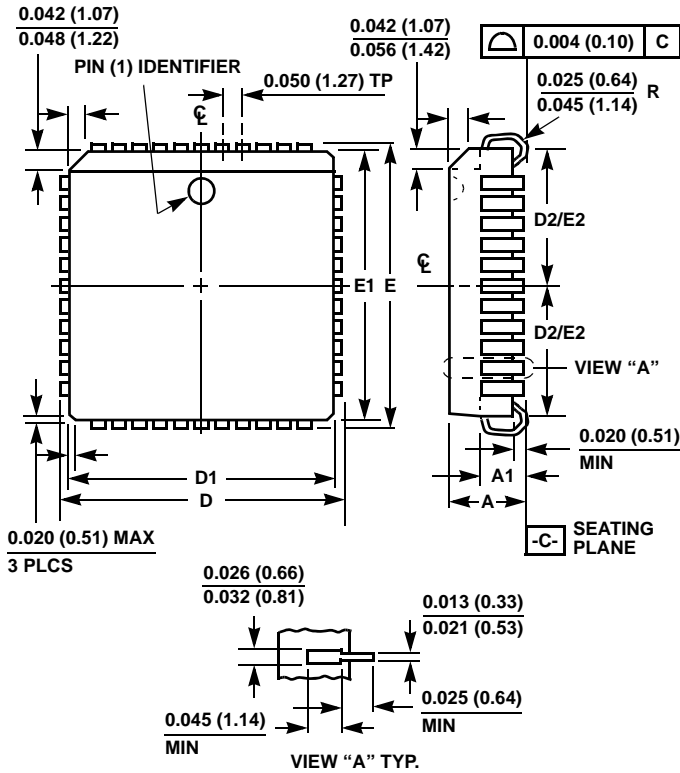 0.042 (1.07)
0.048 (1.22)
PIN (1) IDENTIFIER
0.050 (1.27) TP
C
L
0.042 (1.07)
0.056 (1.42)
0.004 (0.10) C
0.025 (0.64)
0.045 (1.14)
R
C
L
D2/E2
E1 E
D2/E2
VIEW “A”
0.020 (0.51)
MIN
A1
A
D1
D
0.020 (0.51) MAX
3 PLCS
-C- SEATING
PLANE
0.026 (0.66)
0.032 (0.81)
0.013 (0.33)
0.021 (0.53)
0.045 (1.14)
MIN
0.025 (0.64)
MIN
VIEW “A” TYP.